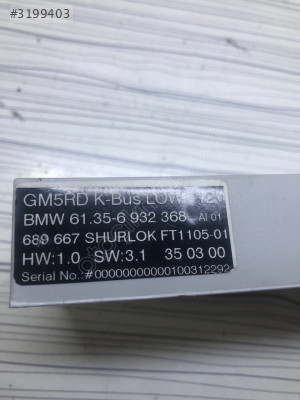 #3199403
GM5RD K-Bus LOW
BMW 61.35-6 932 368 AI 01
680 667 SHURLOK FT1105-01
HW:1.0 SW:3.1 35 03 00
Serial No.:#00000000000100312292